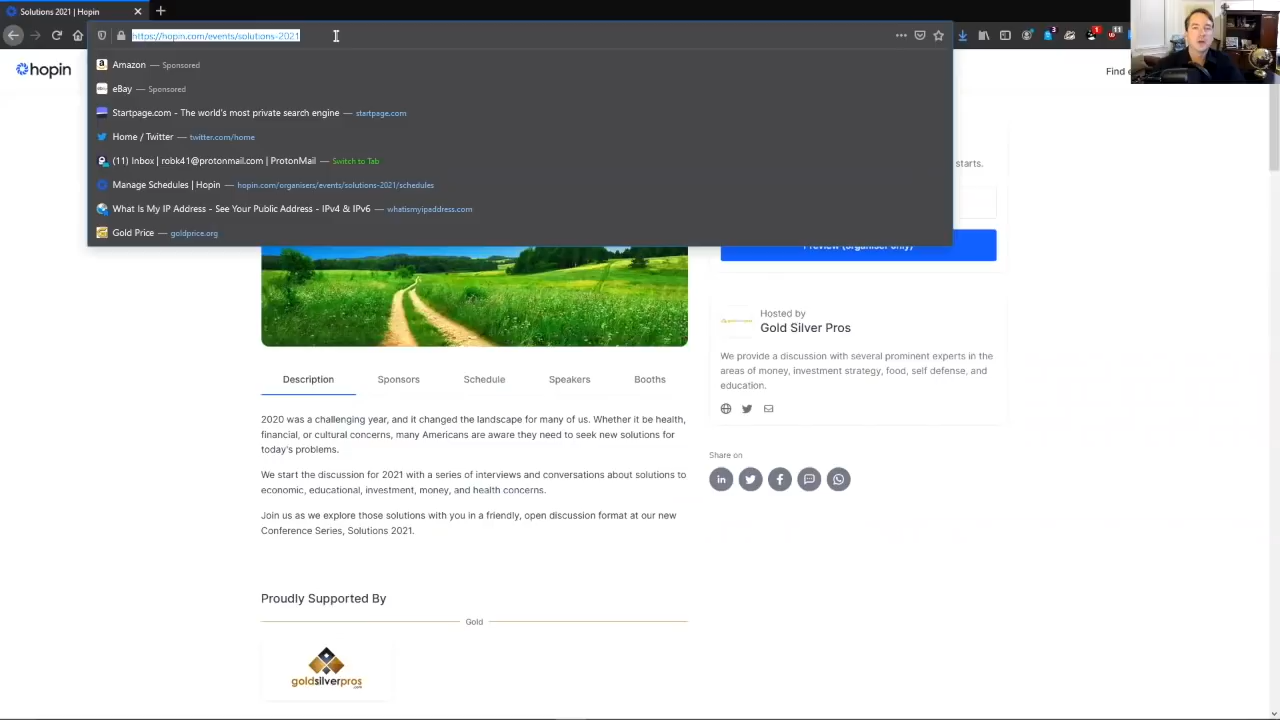 Solutions 2021 | Hopin
https://hopin.com/events/solutions-2021
Amazon — Sponsored
eBay — Sponsored
Startpage.com - The world's most private search engine — startpage.com
Home / Twitter — twitter.com/home
(11) Inbox | robk41@protonmail.com | ProtonMail — Switch to Tab
Manage Schedules | Hopin — hopin.com/organisers/events/solutions-2021/schedules
What Is My IP Address - See Your Public Address - IPv4 & IPv6 — whatismyipaddress.com
Gold Price — goldprice.org
hopin
Find
starts.
Preview (organiser only)
Hosted by
Gold Silver Pros
We provide a discussion with several prominent experts in the
areas of money, investment strategy, food, self defense, and
education.
Share on
Description Sponsors Schedule Speakers Booths
2020 was a challenging year, and it changed the landscape for many of us. Whether it be health,
financial, or cultural concerns, many Americans are aware they need to seek new solutions for
today's problems.
We start the discussion for 2021 with a series of interviews and conversations about solutions to
economic, educational, investment, money, and health concerns.
Join us as we explore those solutions with you in a friendly, open discussion format at our new
Conference Series, Solutions 2021.
Proudly Supported By
Gold
goldsilverpros
.com